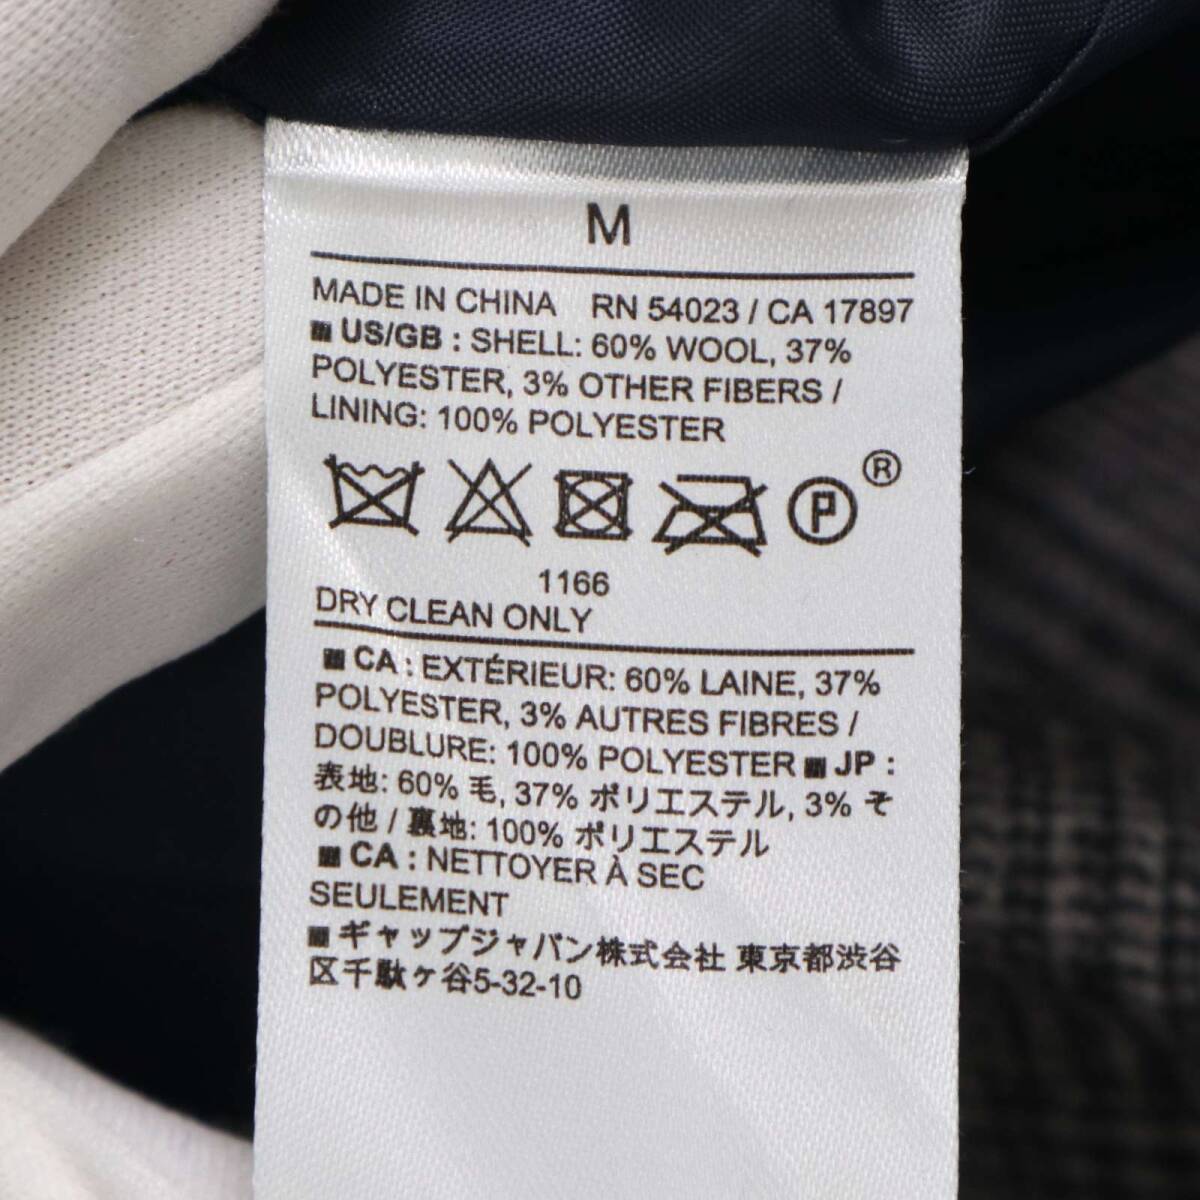 M
MADE IN CHINA RN 54023 / CA 17897
■ US/GB : SHELL: 60% WOOL, 37%
POLYESTER, 3% OTHER FIBERS /
LINING: 100% POLYESTER
P ®
1166
DRY CLEAN ONLY
■ CA : EXTÉRIEUR: 60% LAINE, 37%
POLYESTER, 3% AUTRES FIBRES /
DOUBLURE: 100% POLYESTER ■ JP :
表地: 60% 毛, 37% ポリエステル, 3% そ
の他 / 裏地: 100% ポリエステル
■ CA : NETTOYER À SEC
SEULEMENT
■ ギャップジャパン株式会社 東京都渋谷
区千駄ヶ谷5-32-10